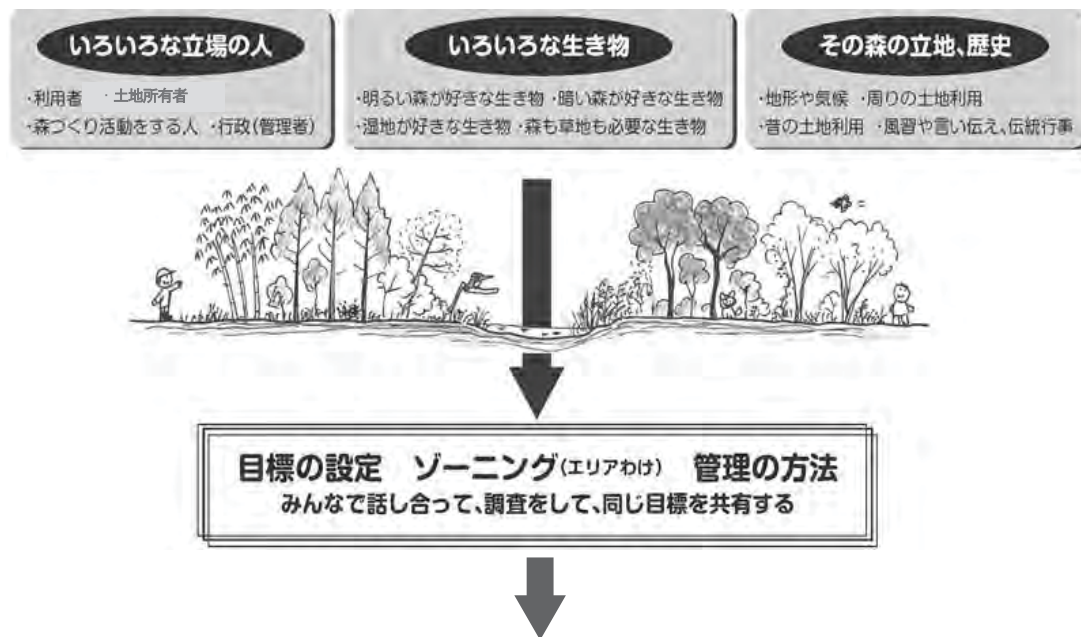 いろいろな立場の人
・利用者 ・土地所有者
・森づくり活動をする人 ・行政(管理者)
いろいろな生き物
・明るい森が好きな生き物 ・暗い森が好きな生き物
・湿地が好きな生き物 ・森も草地も必要な生き物
その森の立地、歴史
・地形や気候 ・周りの土地利用
・昔の土地利用 ・風習や言い伝え、伝統行事
目標の設定 ゾーニング(エリアわけ) 管理の方法
みんなで話し合って、調査をして、同じ目標を共有する